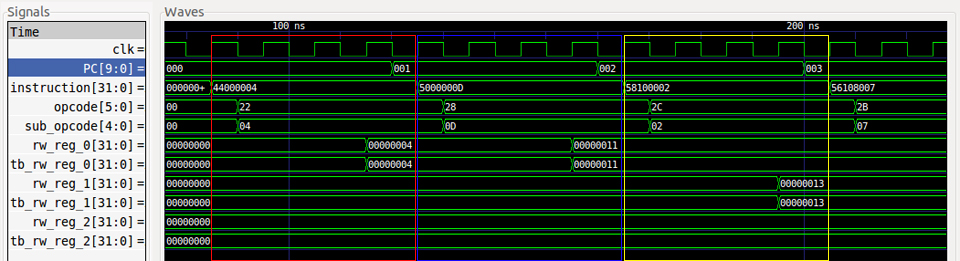 Signals Waves
Time 100 ns 200 ns
clk=
PC[9:0]= 000 001 002 003
instruction[31:0]= 000000+ 44000004 5000000D 58100002 56108007
opcode[5:0]= 00 22 28 2C 2B
sub_opcode[4:0]= 00 04 0D 02 07
rw_reg_0[31:0]= 00000000 00000004 00000011
tb_rw_reg_0[31:0]= 00000000 00000004 00000011
rw_reg_1[31:0]= 00000000 00000013
tb_rw_reg_1[31:0]= 00000000 00000013
rw_reg_2[31:0]= 00000000
tb_rw_reg_2[31:0]= 00000000